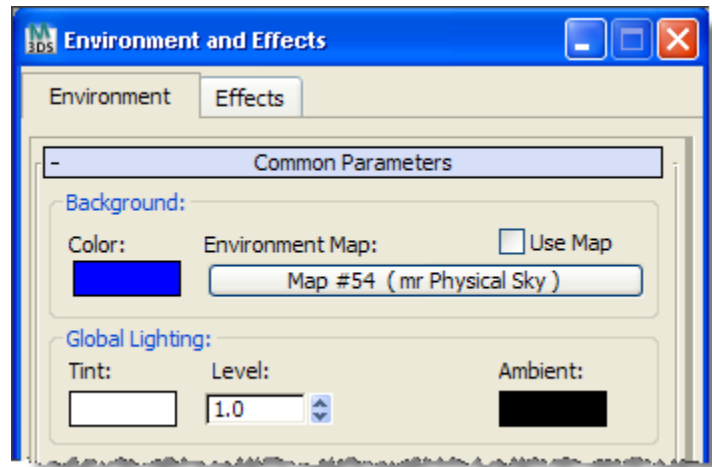 M
3DS
Environment and Effects
Environment
Effects
- Common Parameters
Background:
Color:
Environment Map:
Use Map
Map #54 ( mr Physical Sky )
Global Lighting:
Tint:
Level:
Ambient:
1.0